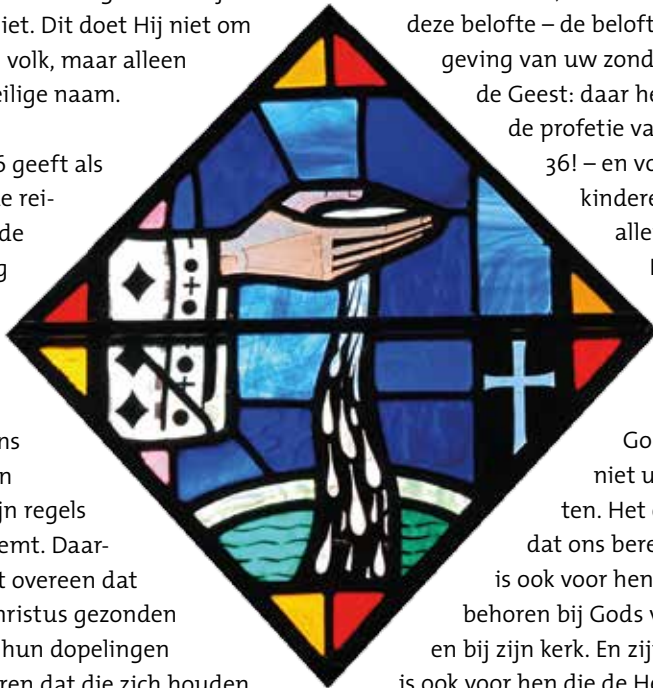 iet. Dit doet Hij niet om
volk, maar alleen
eilige naam.
6 geeft als
e rei-
de
g
ns
n
jn regels
emt. Daar-
t overeen dat
hristus gezonden
hun dopelingen
ren dat die zich houden
deze belofte – de beloft
geving van uw zond
de Geest: daar he
de profetie va
36! – en vo
kindere
alle
Go
niet u
ten. Het
dat ons bere
is ook voor hen
behoren bij Gods v
en bij zijn kerk. En zij
is ook voor hen die de He